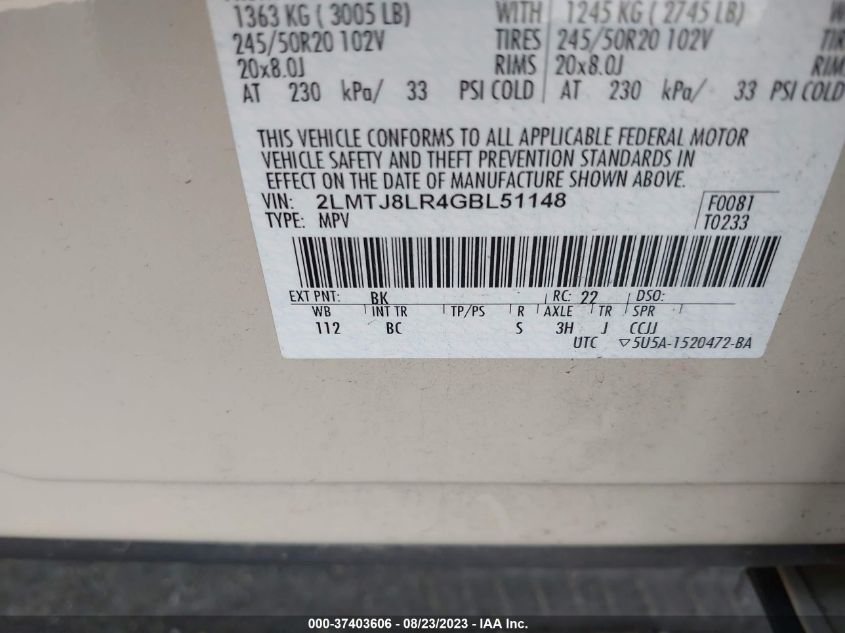 1363 KG ( 3005 LB) WITH 1245 KG ( 2745 LB)
245/50R20 102V TIRES 245/50R20 102V
20x8.0J RIMS 20x8.0J
AT 230 kPa/ 33 PSI COLD AT 230 kPa/ 33 PSI COLD
THIS VEHICLE CONFORMS TO ALL APPLICABLE FEDERAL MOTOR
VEHICLE SAFETY AND THEFT PREVENTION STANDARDS IN
EFFECT ON THE DATE OF MANUFACTURE SHOWN ABOVE.
VIN: 2LMTJ8LR4GBL51148 F0081
TYPE: MPV T0233
EXT PNT: BK RC: 22 DSO:
WB INT TR TP/PS R AXLE TR SPR
112 BC S 3H J CCJJ
UTC ▽5U5A-1520472-BA
000-37403606 - 08/23/2023 - Copyright © 2023 IAA, Inc.